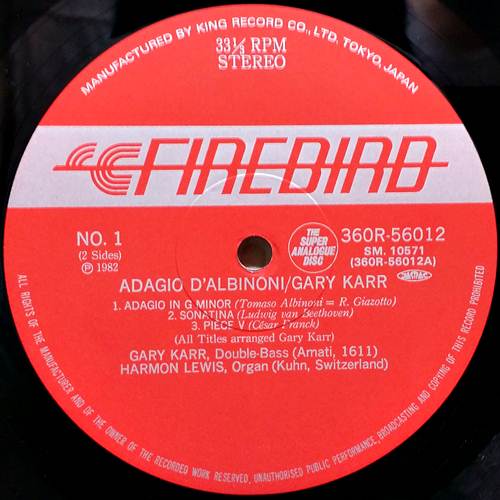 MANUFACTURED BY KING RECORD CO., LTD. TOKYO, JAPAN
33⅓ RPM
STEREO
FIREBIRD
NO. 1
(2 Sides)
Ⓟ 1982
THE
SUPER
ANALOGUE
DISC
360R-56012
SM. 10571
(360R-56012A)
ADAGIO D'ALBINONI/GARY KARR
1. ADAGIO IN G MINOR (Tomaso Albinoni = R. Giazotto)
2. SONATINA (Ludwig van Beethoven)
3. PIÈCE V (César Franck)
(All Titles arranged Gary Karr)
GARY KARR, Double-Bass (Amati, 1611)
HARMON LEWIS, Organ (Kuhn, Switzerland)
ALL RIGHTS OF THE MANUFACTURER AND OF THE OWNER OF THE RECORDED WORK RESERVED, UNAUTHORISED PUBLIC PERFORMANCE, BROADCASTING AND COPYING OF THIS RECORD PROHIBITED